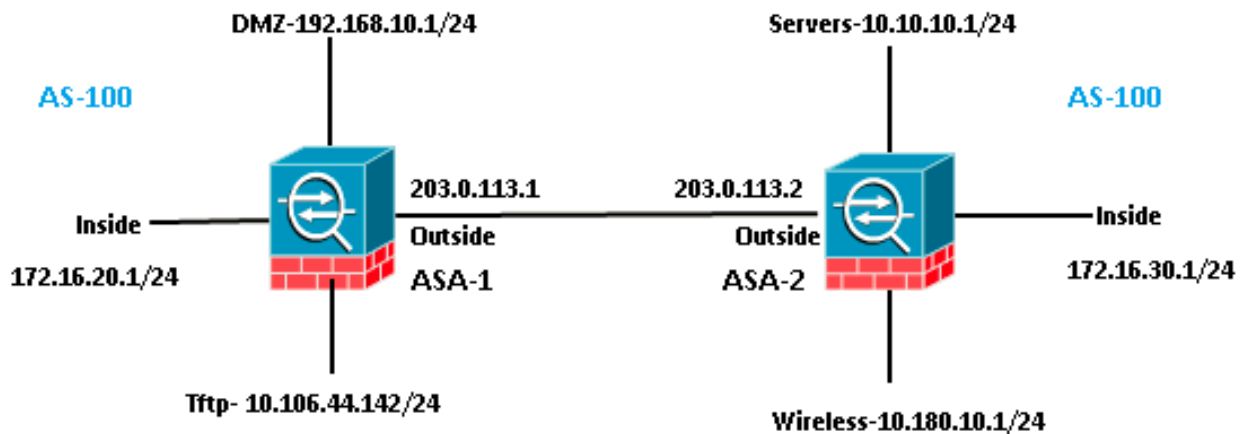 DMZ-192.168.10.1/24
Servers-10.10.10.1/24
AS-100
AS-100
203.0.113.1
203.0.113.2
Inside
Outside
Outside
Inside
172.16.20.1/24
ASA-1
ASA-2
172.16.30.1/24
Tftp- 10.106.44.142/24
Wireless-10.180.10.1/24